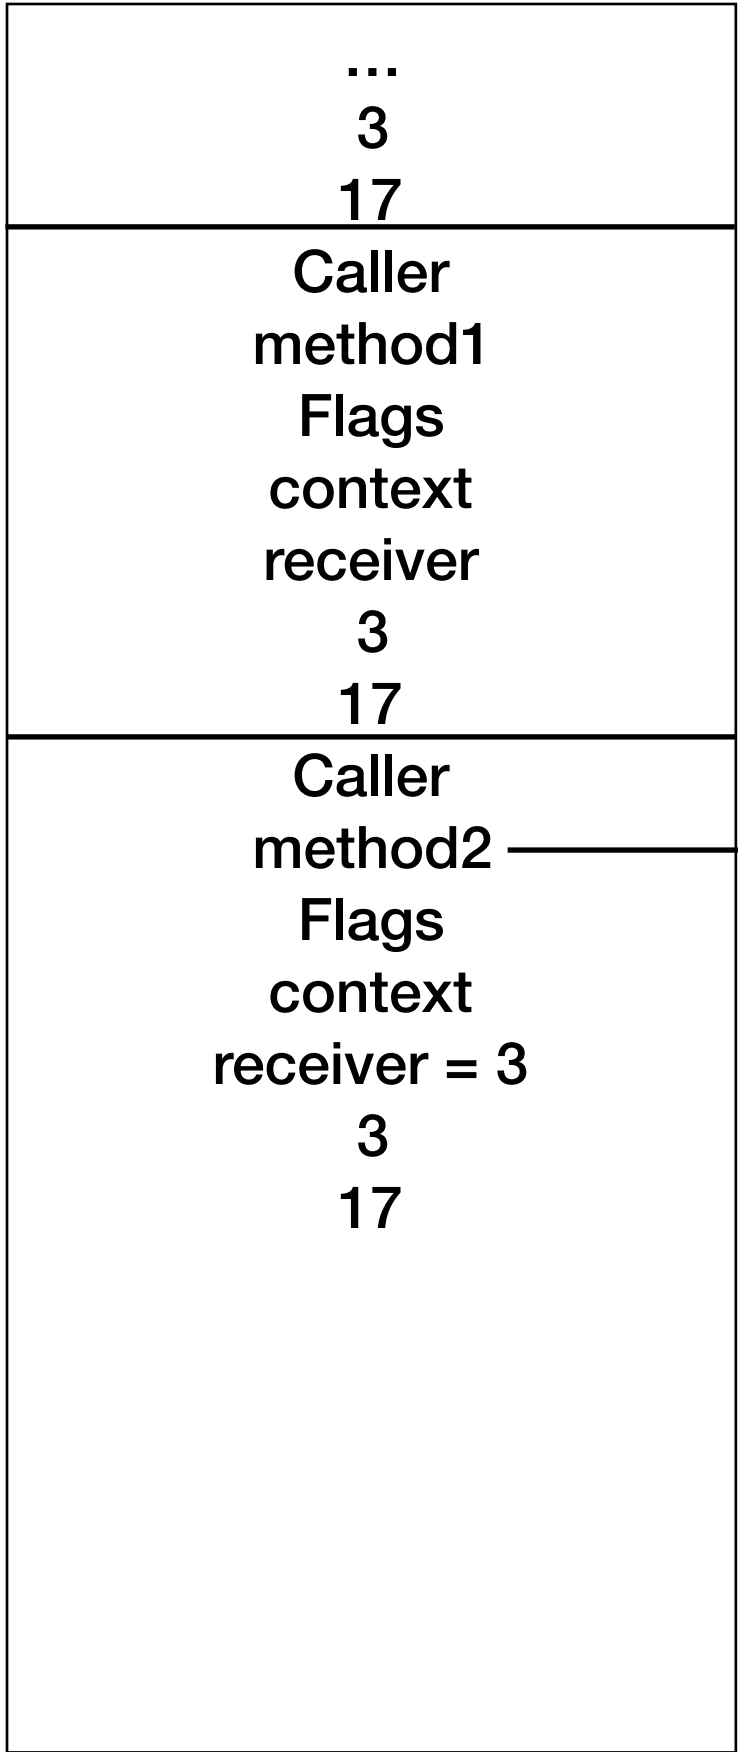 ...
3
17
Caller
method1
Flags
context
receiver
3
17
Caller
method2
Flags
context
receiver = 3
3
17